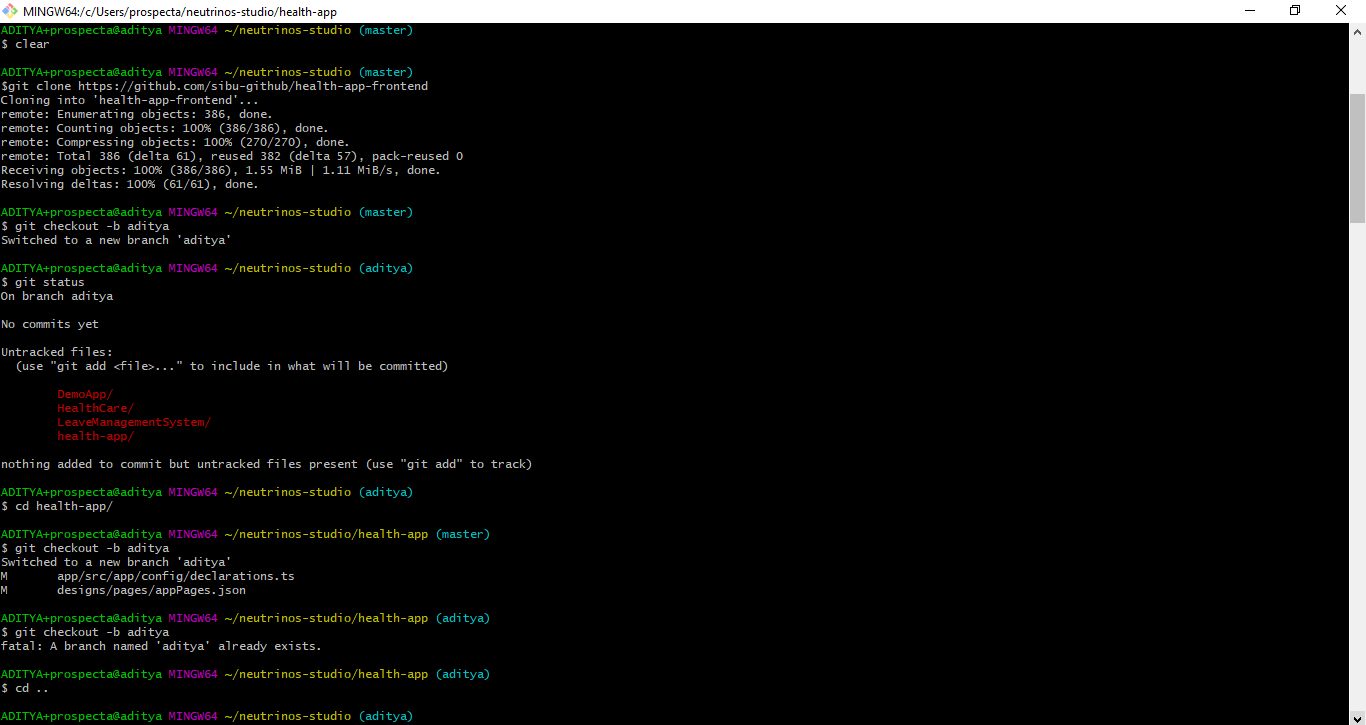 MINGW64:/c/Users/prospecta/neutrinos-studio/health-app
ADITYA+prospecta@aditya MINGW64 ~/neutrinos-studio (master)
$ clear
ADITYA+prospecta@aditya MINGW64 ~/neutrinos-studio (master)
$git clone https://github.com/sibu-github/health-app-frontend
Cloning into 'health-app-frontend'...
remote: Enumerating objects: 386, done.
remote: Counting objects: 100% (386/386), done.
remote: Compressing objects: 100% (270/270), done.
remote: Total 386 (delta 61), reused 382 (delta 57), pack-reused 0
Receiving objects: 100% (386/386), 1.55 MiB | 1.11 MiB/s, done.
Resolving deltas: 100% (61/61), done.
ADITYA+prospecta@aditya MINGW64 ~/neutrinos-studio (master)
$ git checkout -b aditya
Switched to a new branch 'aditya'
ADITYA+prospecta@aditya MINGW64 ~/neutrinos-studio (aditya)
$ git status
On branch aditya
No commits yet
Untracked files:
  (use "git add <file>..." to include in what will be committed)
        DemoApp/
        HealthCare/
        LeaveManagementSystem/
        health-app/
nothing added to commit but untracked files present (use "git add" to track)
ADITYA+prospecta@aditya MINGW64 ~/neutrinos-studio (aditya)
$ cd health-app/
ADITYA+prospecta@aditya MINGW64 ~/neutrinos-studio/health-app (master)
$ git checkout -b aditya
Switched to a new branch 'aditya'
M       app/src/app/config/declarations.ts
M       designs/pages/appPages.json
ADITYA+prospecta@aditya MINGW64 ~/neutrinos-studio/health-app (aditya)
$ git checkout -b aditya
fatal: A branch named 'aditya' already exists.
ADITYA+prospecta@aditya MINGW64 ~/neutrinos-studio/health-app (aditya)
$ cd ..
ADITYA+prospecta@aditya MINGW64 ~/neutrinos-studio (aditya)